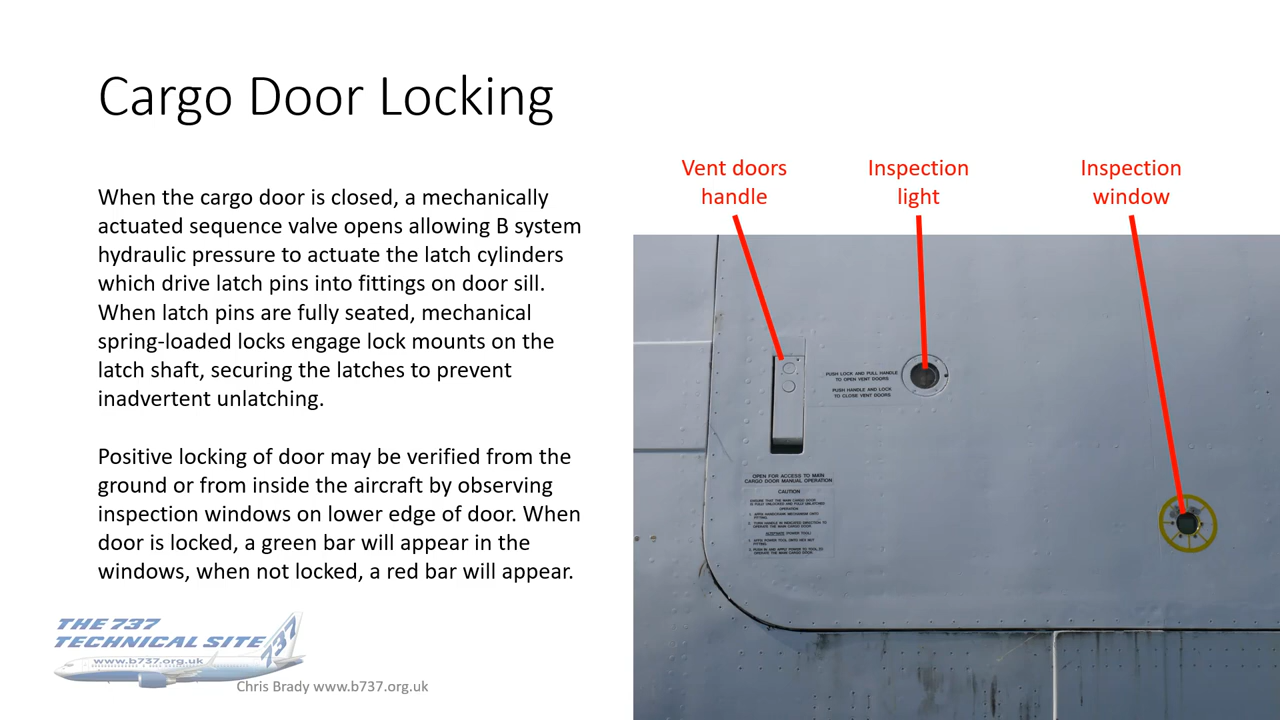 Cargo Door Locking
When the cargo door is closed, a mechanically
actuated sequence valve opens allowing B system
hydraulic pressure to actuate the latch cylinders
which drive latch pins into fittings on door sill.
When latch pins are fully seated, mechanical
spring-loaded locks engage lock mounts on the
latch shaft, securing the latches to prevent
inadvertent unlatching.
Positive locking of door may be verified from the
ground or from inside the aircraft by observing
inspection windows on lower edge of door. When
door is locked, a green bar will appear in the
windows, when not locked, a red bar will appear.
THE 737
TECHNICAL SITE
737
www.b737.org.uk
Chris Brady www.b737.org.uk
Vent doors
handle
Inspection
light
Inspection
window
PUSH LOCK AND PULL HANDLE
TO OPEN VENT DOORS
PUSH HANDLE AND LOCK
TO CLOSE VENT DOORS
OPEN FOR ACCESS TO MAIN
CARGO DOOR MANUAL OPERATION
CAUTION